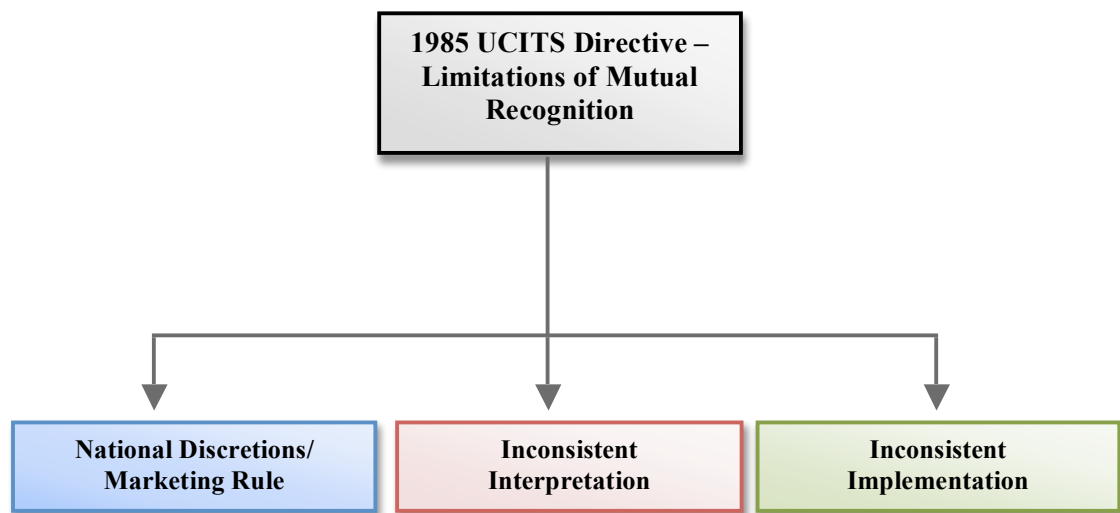 1985 UCITS Directive –
Limitations of Mutual
Recognition
National Discretions/
Marketing Rule
Inconsistent
Interpretation
Inconsistent
Implementation